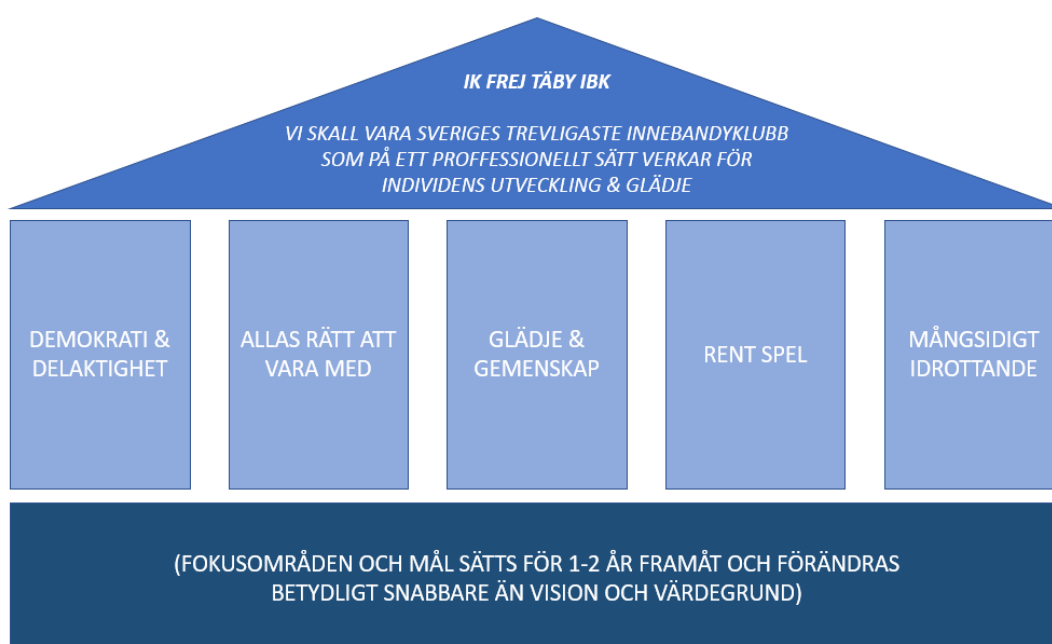 IK FREJ TÄBY IBK
VI SKALL VARA SVERIGES TREVLIGASTE INNEBANDYKLUBB
SOM PÅ ETT PROFFESSIONELLT SÄTT VERKAR FÖR
INDIVIDENS UTVECKLING & GLÄDJE
DEMOKRATI &
DELAKTIGHET
ALLAS RÄTT ATT
VARA MED
GLÄDJE &
GEMENSKAP
RENT SPEL
MÅNGSIDIGT
IDROTTANDE
(FOKUSOMRÅDEN OCH MÅL SÄTTS FÖR 1-2 ÅR FRAMÅT OCH FÖRÄNDRAS
BETYDLIGT SNABBARE ÄN VISION OCH VÄRDEGRUND)